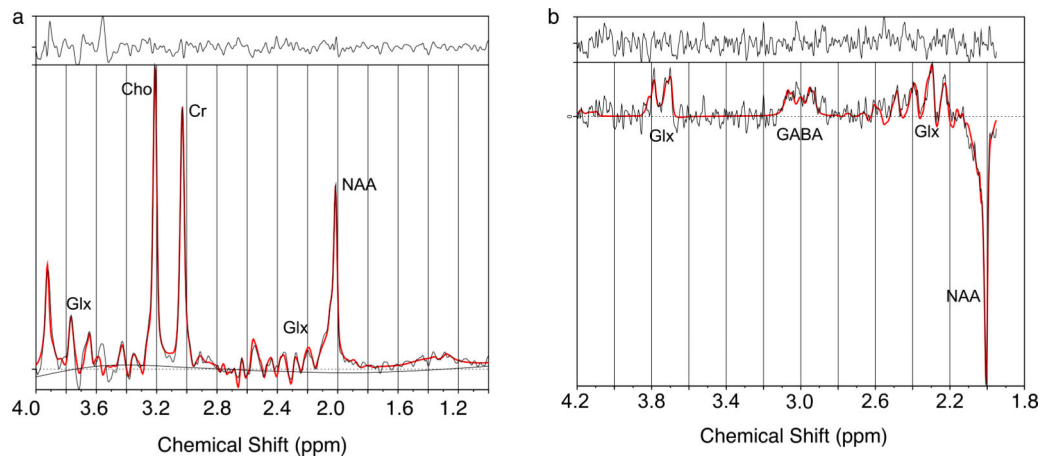 a
Cho
Cr
NAA
Glx
Glx
4.0 3.6 3.2 2.8 2.4 2.0 1.6 1.2
Chemical Shift (ppm)
b
0
Glx
GABA
Glx
NAA
4.2 3.8 3.4 3.0 2.6 2.2 1.8
Chemical Shift (ppm)